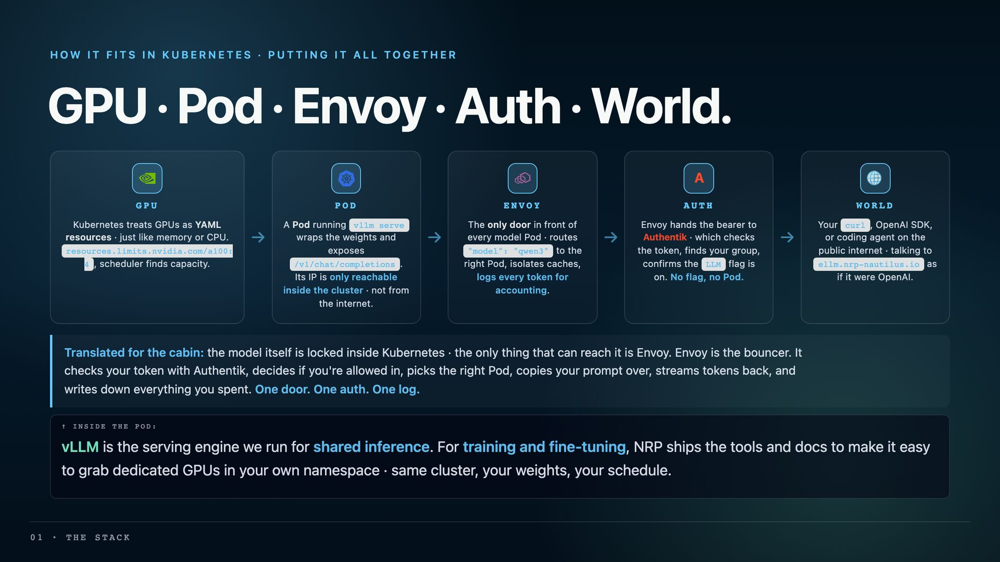 HOW IT FITS IN KUBERNETES · PUTTING IT ALL TOGETHER
GPU · Pod · Envoy · Auth · World.
GPU
Kubernetes treats GPUs as YAML
resources · just like memory or CPU.
resources.limits.nvidia.com/a100:
4, scheduler finds capacity.
→
POD
A Pod running vllm serve
wraps the weights and
exposes
/v1/chat/completions.
Its IP is only reachable
inside the cluster · not from
the internet.
→
ENVOY
The only door in front of
every model Pod · routes
"model": "qwen3" to the
right Pod, isolates caches,
logs every token for
accounting.
→
A
AUTH
Envoy hands the bearer to
Authentik · which checks
the token, finds your group,
confirms the LLM flag is
on. No flag, no Pod.
→
WORLD
Your curl, OpenAI SDK,
or coding agent on the
public internet · talking to
ellm.nrp-nautilus.io as
if it were OpenAI.
Translated for the cabin: the model itself is locked inside Kubernetes · the only thing that can reach it is Envoy. Envoy is the bouncer. It
checks your token with Authentik, decides if you're allowed in, picks the right Pod, copies your prompt over, streams tokens back, and
writes down everything you spent. One door. One auth. One log.
↑ INSIDE THE POD:
vLLM is the serving engine we run for shared inference. For training and fine-tuning, NRP ships the tools and docs to make it easy
to grab dedicated GPUs in your own namespace · same cluster, your weights, your schedule.
01 · THE STACK